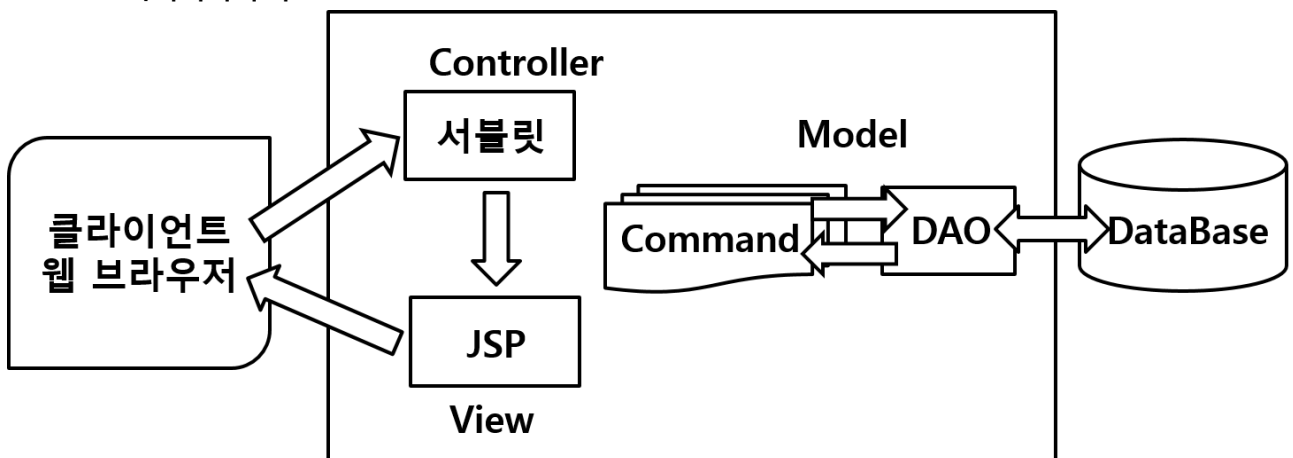 Controller
서블릿
Model
클라이언트
웹 브라우저
Command
DAO
DataBase
JSP
View